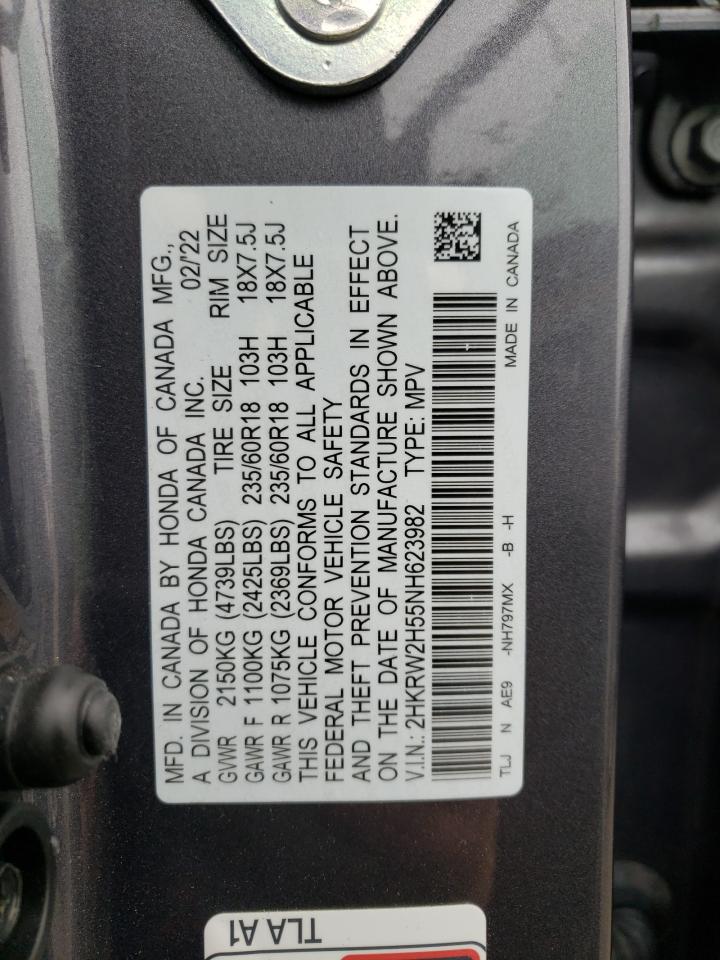 MFD. IN CANADA BY HONDA OF CANADA MFG.,
A DIVISION OF HONDA CANADA INC. 02/'22
GVWR 2150KG (4739LBS) TIRE SIZE RIM SIZE
GAWR F 1100KG (2425LBS) 235/60R18 103H 18X7.5J
GAWR R 1075KG (2369LBS) 235/60R18 103H 18X7.5J
THIS VEHICLE CONFORMS TO ALL APPLICABLE
FEDERAL MOTOR VEHICLE SAFETY
AND THEFT PREVENTION STANDARDS IN EFFECT
ON THE DATE OF MANUFACTURE SHOWN ABOVE.
V.I.N.: 2HKRW2H55NH623982 TYPE: MPV
TLJ N AE9 -NH797MX -B -H MADE IN CANADA
TLA A1